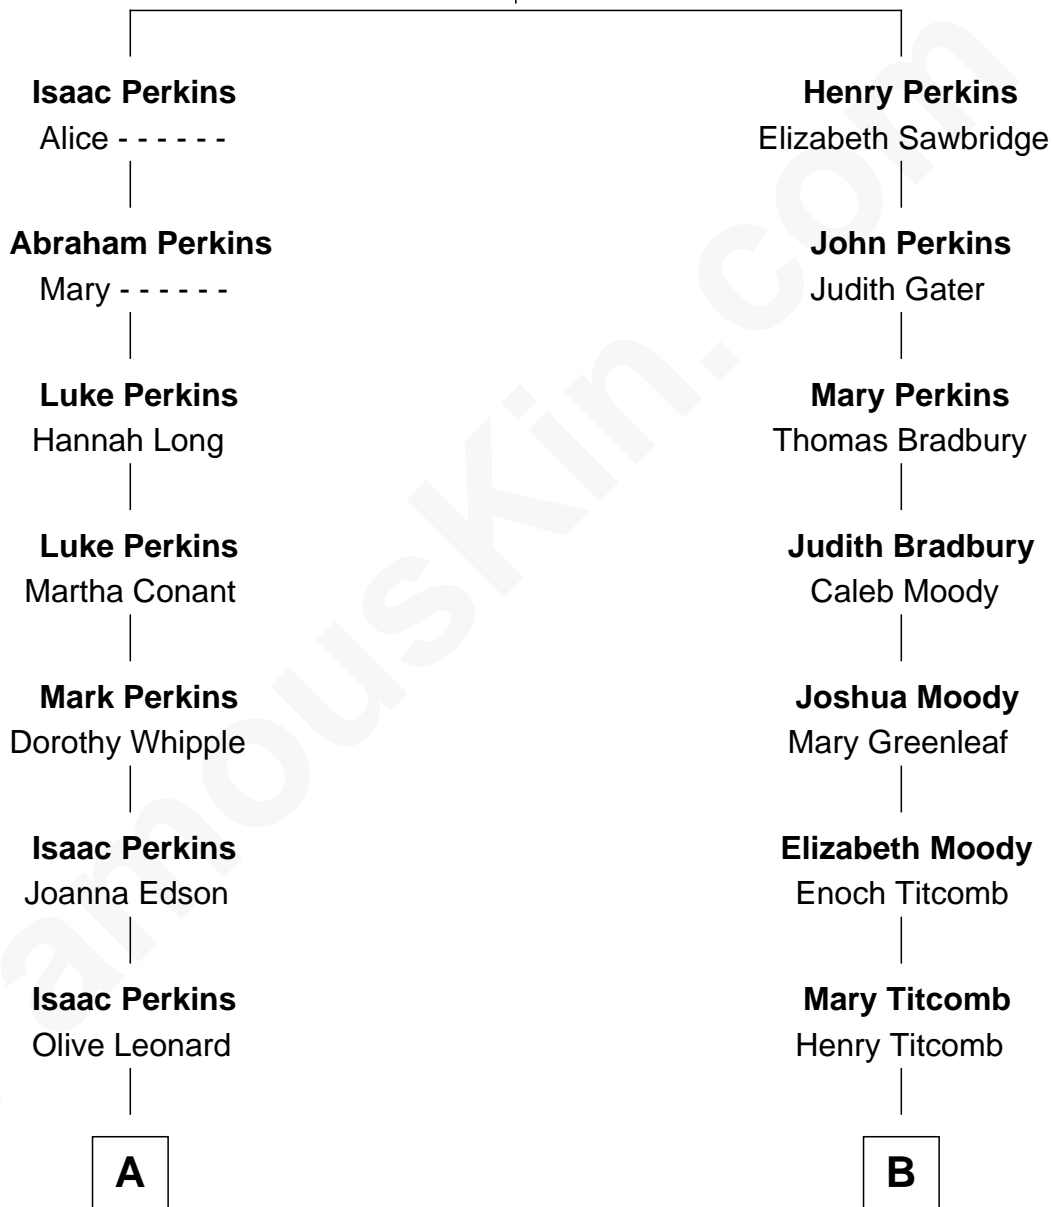 Isaac Perkins
Alice - - - - - -
Abraham Perkins
Mary - - - - - -
Luke Perkins
Hannah Long
Luke Perkins
Martha Conant
Mark Perkins
Dorothy Whipple
Isaac Perkins
Joanna Edson
Isaac Perkins
Olive Leonard
A
Henry Perkins
Elizabeth Sawbridge
John Perkins
Judith Gater
Mary Perkins
Thomas Bradbury
Judith Bradbury
Caleb Moody
Joshua Moody
Mary Greenleaf
Elizabeth Moody
Enoch Titcomb
Mary Titcomb
Henry Titcomb
B
amousKin.com